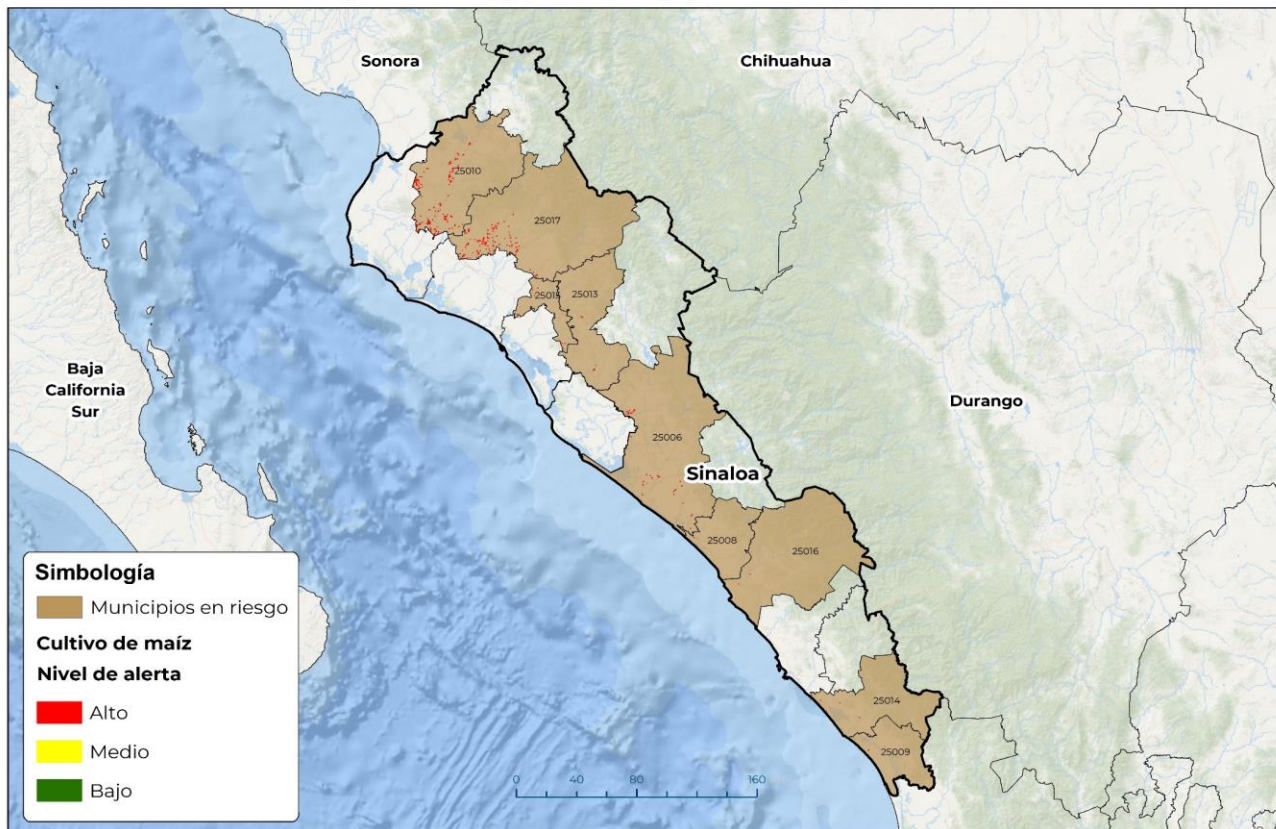 Sonora
Chihuahua
25010
25017
25015
25013
Baja
California
Sur
Durango
25006
Sinaloa
25008
25016
25014
25009
Simbología
Municipios en riesgo
Cultivo de maíz
Nivel de alerta
Alto
Medio
Bajo
0 40 80 160